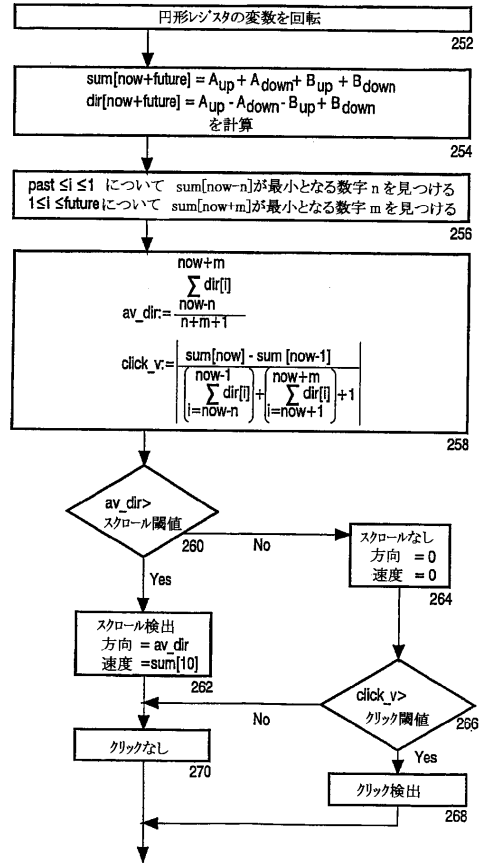 円形レジスタの変数を回転
252
sum[now+future] = Aup + Adown + Bup + Bdown
dir[now+future] = Aup - Adown - Bup + Bdown
を計算
254
past ≤i ≤1 について sum[now-n]が最小となる数字 n を見つける
1≤i ≤futureについて sum[now+m]が最小となる数字 m を見つける
256
now+m
∑ dir[i]
now-n
av_dir:=
n+m+1
sum[now] - sum [now-1]
click_v:=
now-1 now+m
∑ dir[i] + ∑ dir[i] +1
i=now-n i=now+1
258
av_dir>
スクロール閾値
260
No
Yes
スクロールなし
方向 = 0
速度 = 0
264
スクロール検出
方向 = av_dir
速度 =sum[10]
262
click_v>
クリック閾値
266
No
Yes
クリックなし
270
クリック検出
268